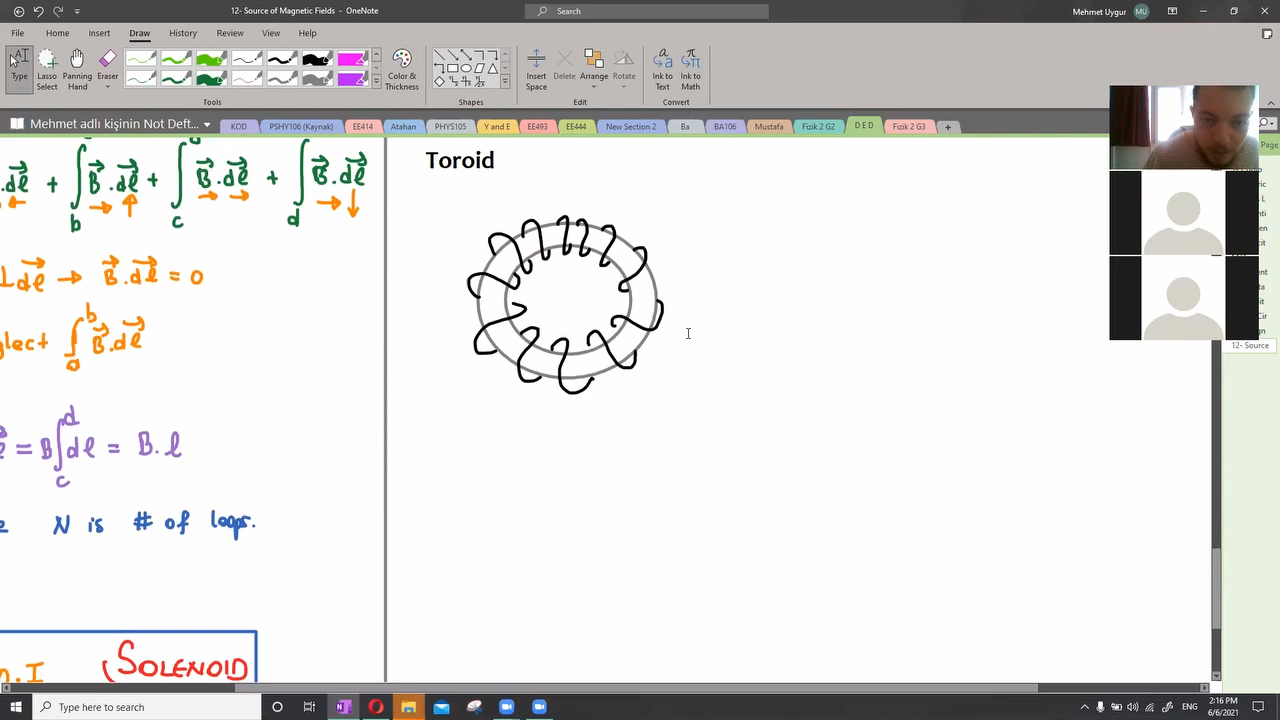 12- Source of Magnetic Fields - OneNote
Search
Mehmet Uygur MU
File Home Insert Draw History Review View Help
Type
Lasso Select
Panning Hand
Eraser
Color & Thickness
Insert Space
Delete
Arrange
Rotate
Ink to Text
Ink to Math
Tools
Shapes
Edit
Convert
Mehmet adlı kişinin Not Deft...
KOD PSHY106 (Kaynak) EE414 Atahan PHYS105 Y and E EE493 EE444 New Section 2 Ba BA106 Mustafa Fizik 2 G2 D E D Fizik 2 G3 +
Page
12- Source
Toroid
.dl + ∫b B.dl + ∫c B.dl + ∫d B.dl
⊥dl → B.dl = 0
∫a^b B.dl
= B∫c^d dl = B.l
N is # of loops.
n.I (SOLENOID
Type here to search
ENG
2:16 PM
6/6/2021